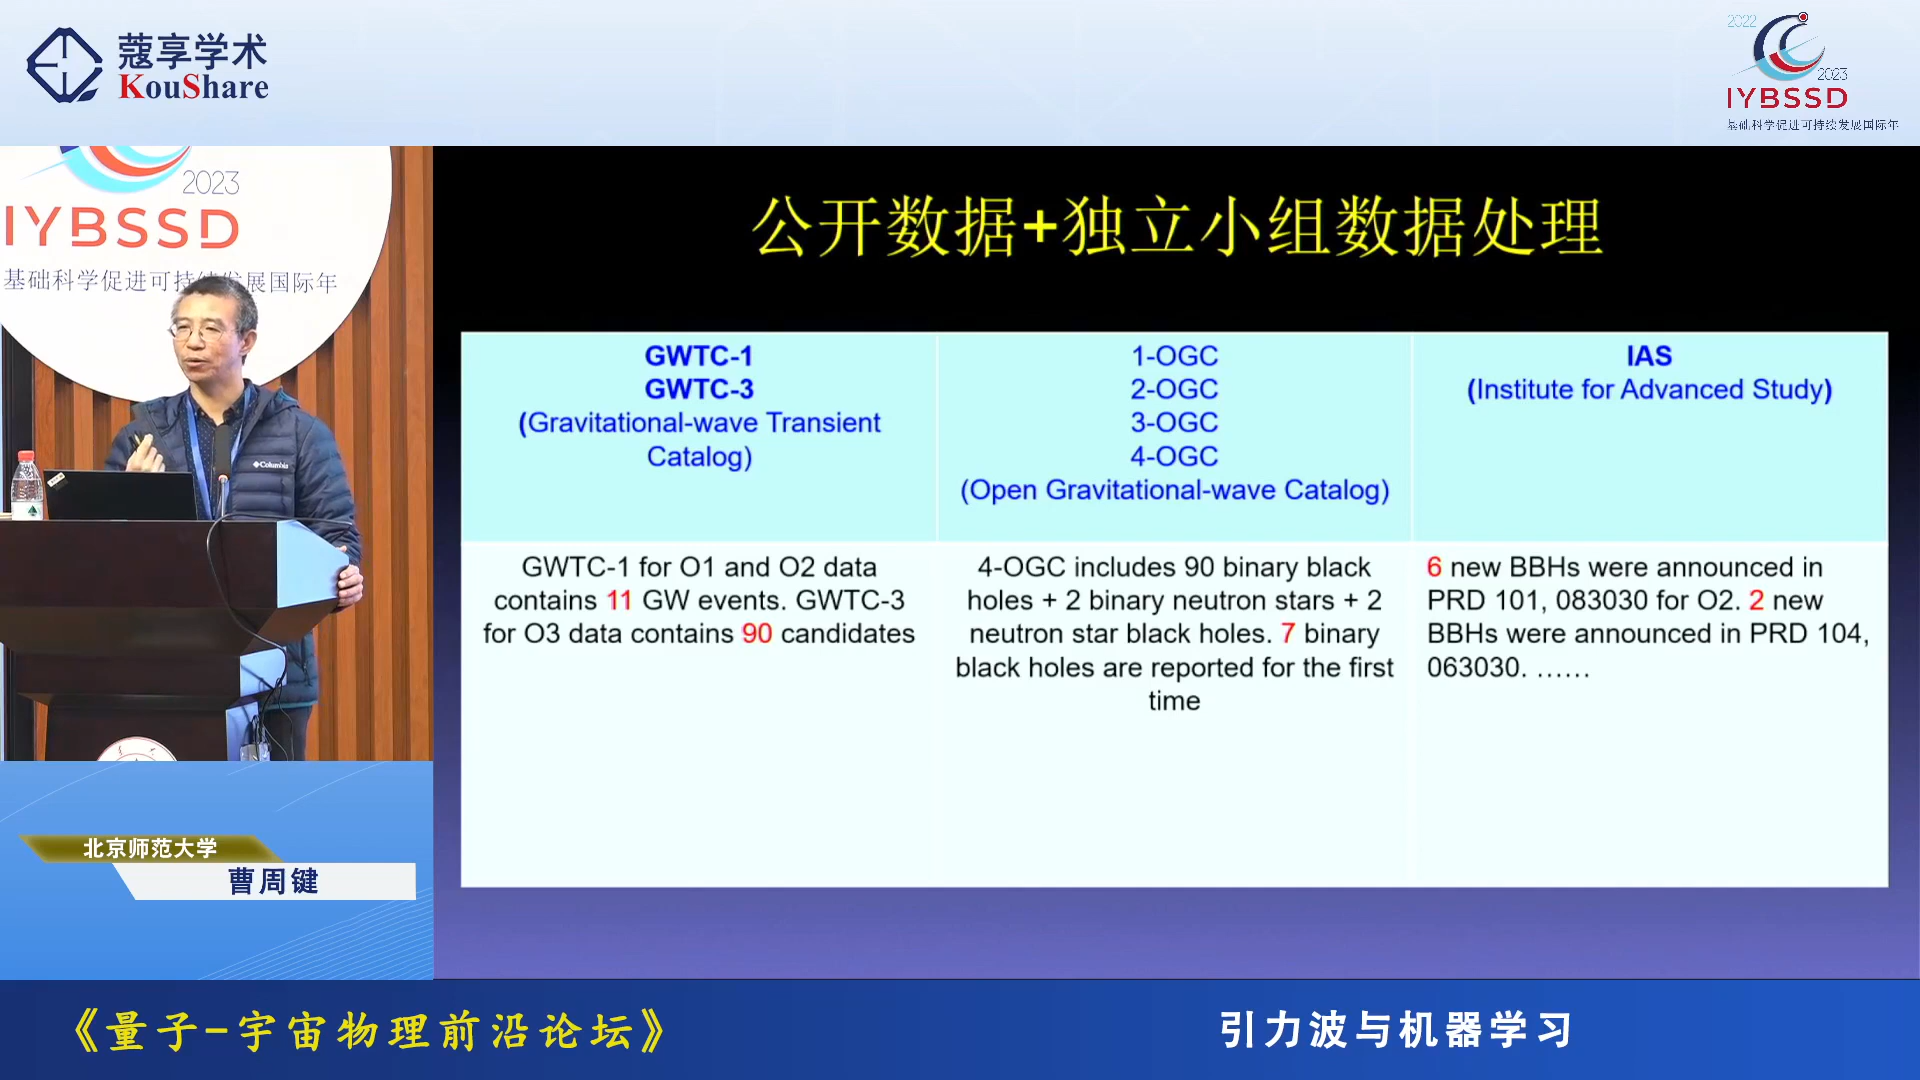 蔻享学术
KouShare
2022
2023
IYBSSD
基础科学促进可持续发展国际年
2023
IYBSSD
基础科学促进可持 展国际年
Columbia
公开数据+独立小组数据处理
GWTC-1
GWTC-3
(Gravitational-wave Transient
Catalog)
1-OGC
2-OGC
3-OGC
4-OGC
(Open Gravitational-wave Catalog)
IAS
(Institute for Advanced Study)
GWTC-1 for O1 and O2 data
contains 11 GW events. GWTC-3
for O3 data contains 90 candidates
4-OGC includes 90 binary black
holes + 2 binary neutron stars + 2
neutron star black holes. 7 binary
black holes are reported for the first
time
6 new BBHs were announced in
PRD 101, 083030 for O2. 2 new
BBHs were announced in PRD 104,
063030. ……
北京师范大学
曹周键
《量子-宇宙物理前沿论坛》
引力波与机器学习